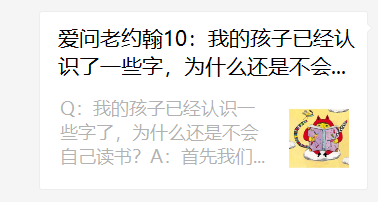 爱问老约翰10：我的孩子已经认
识了一些字，为什么还是不会...
Q：我的孩子已经认识一
些字了，为什么还是不会
自己读书？A：首先我们...